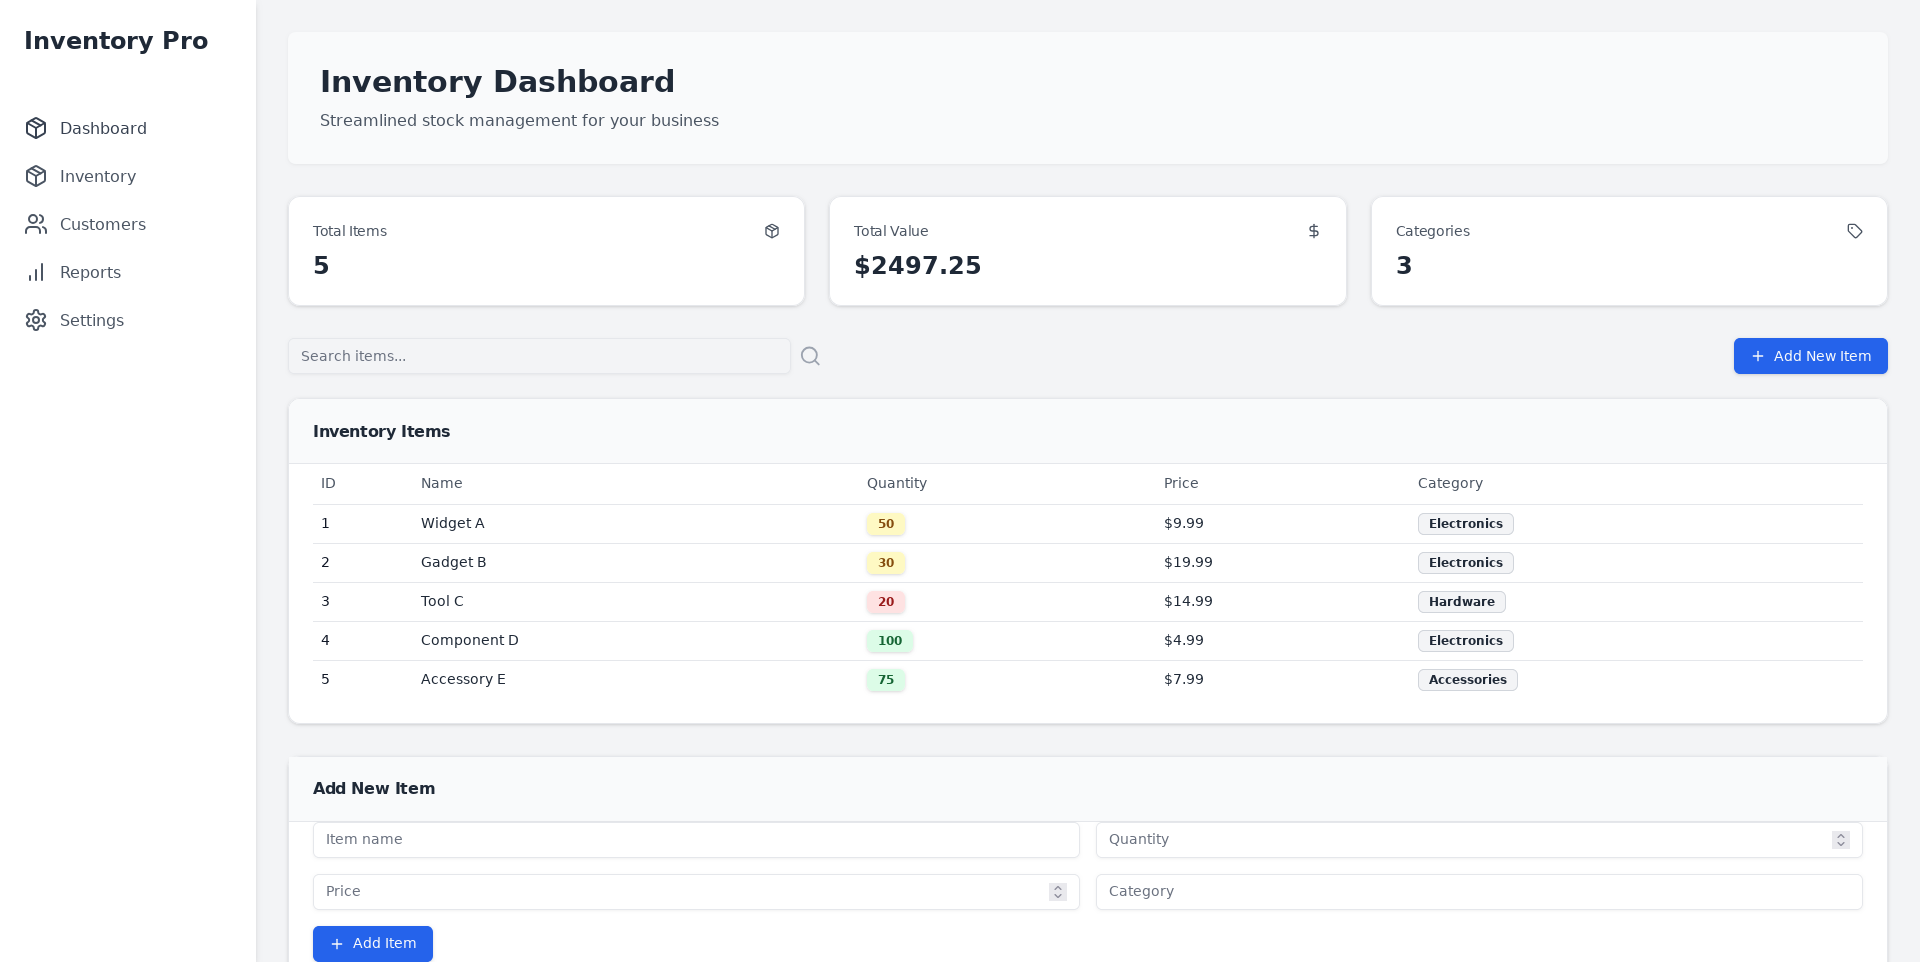 Inventory Pro
Dashboard
Inventory
Customers
Reports
Settings
Inventory Dashboard
Streamlined stock management for your business
Total Items
5
Total Value
$2497.25
Categories
3
Search items...
Add New Item
Inventory Items
ID Name Quantity Price Category
1 Widget A 50 $9.99 Electronics
2 Gadget B 30 $19.99 Electronics
3 Tool C 20 $14.99 Hardware
4 Component D 100 $4.99 Electronics
5 Accessory E 75 $7.99 Accessories
Add New Item
Item name Quantity
Price Category
Add Item